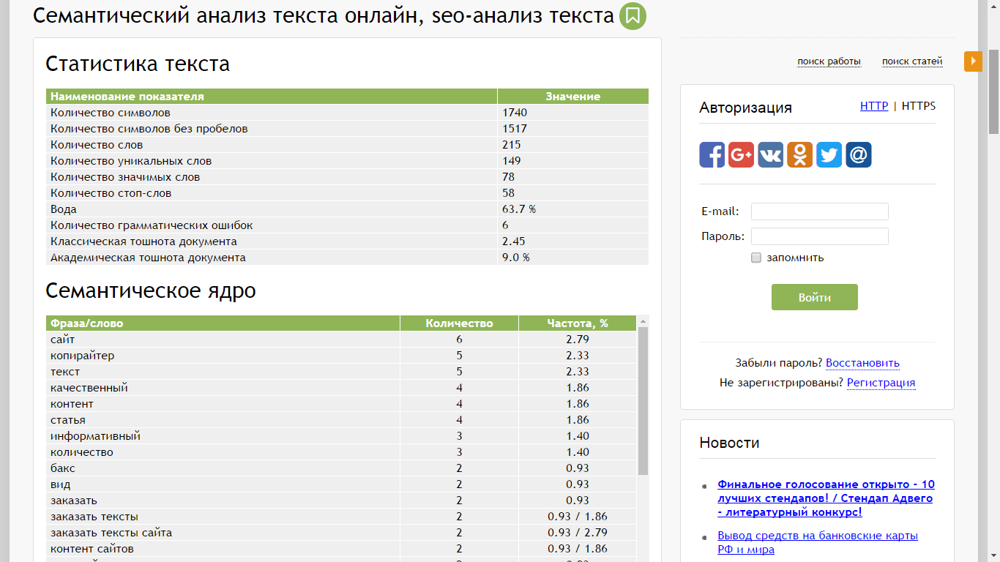 Семантический анализ текста онлайн, seo-анализ текста
Статистика текста
Наименование показателя Значение
Количество символов 1740
Количество символов без пробелов 1517
Количество слов 215
Количество уникальных слов 149
Количество значимых слов 78
Количество стоп-слов 58
Вода 63.7 %
Количество грамматических ошибок 6
Классическая тошнота документа 2.45
Академическая тошнота документа 9.0 %
Семантическое ядро
Фраза/слово Количество Частота, %
сайт 6 2.79
копирайтер 5 2.33
текст 5 2.33
качественный 4 1.86
контент 4 1.86
статья 4 1.86
информативный 3 1.40
количество 3 1.40
бакс 2 0.93
вид 2 0.93
заказать 2 0.93
заказать тексты 2 0.93 / 1.86
заказать тексты сайта 2 0.93 / 2.79
контент сайтов 2 0.93 / 1.86
поиск работы поиск статей
Авторизация HTTP | HTTPS
E-mail:
Пароль:
запомнить
Войти
Забыли пароль? Восстановить
Не зарегистрированы? Регистрация
Новости
Финальное голосование открыто - 10
лучших стендапов! / Стендап Адвего
- литературный конкурс!
Вывод средств на банковские карты
РФ и мира